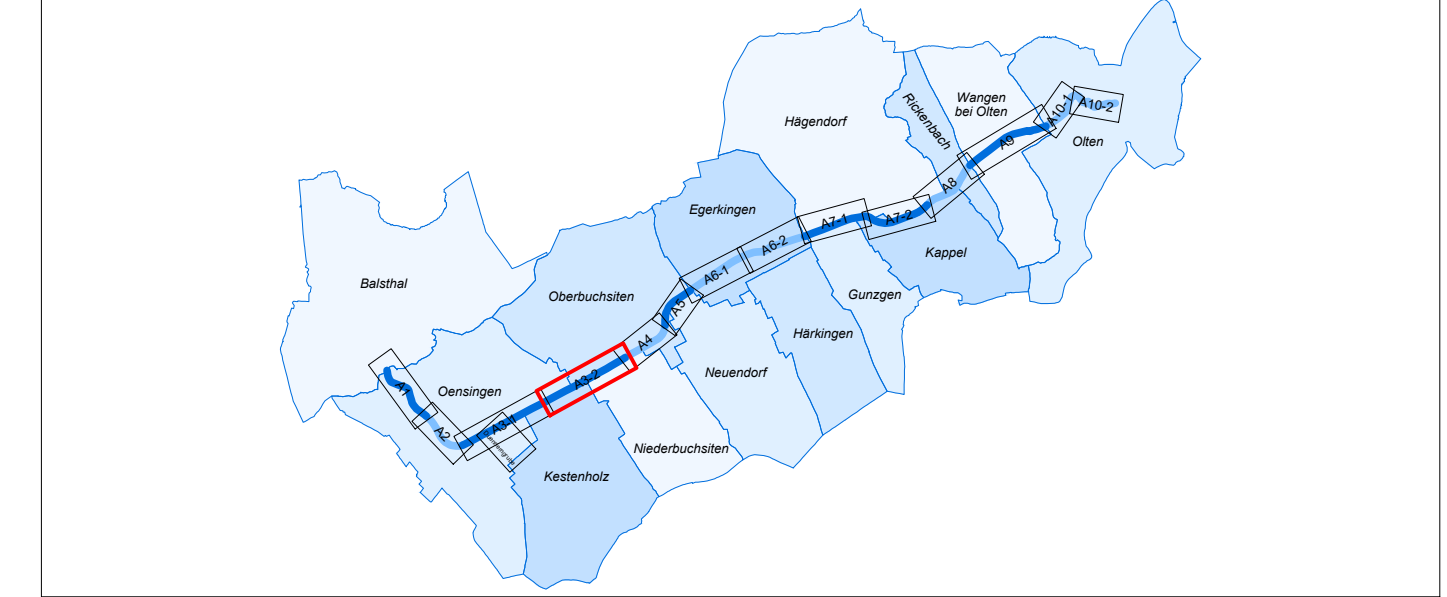 Hägendorf
Rickenbach
Wangen
bei Olten
A10-1
A10-2
Olten
A9
A8
Egerkingen
A7-1
A7-2
A6-2
A6-1
Kappel
Balsthal
Oberbuchsiten
Gunzgen
A5
Härkingen
A4
Neuendorf
A3-2
A1
Oensingen
A2
A3-1
Niederbuchsiten
Kestenholz